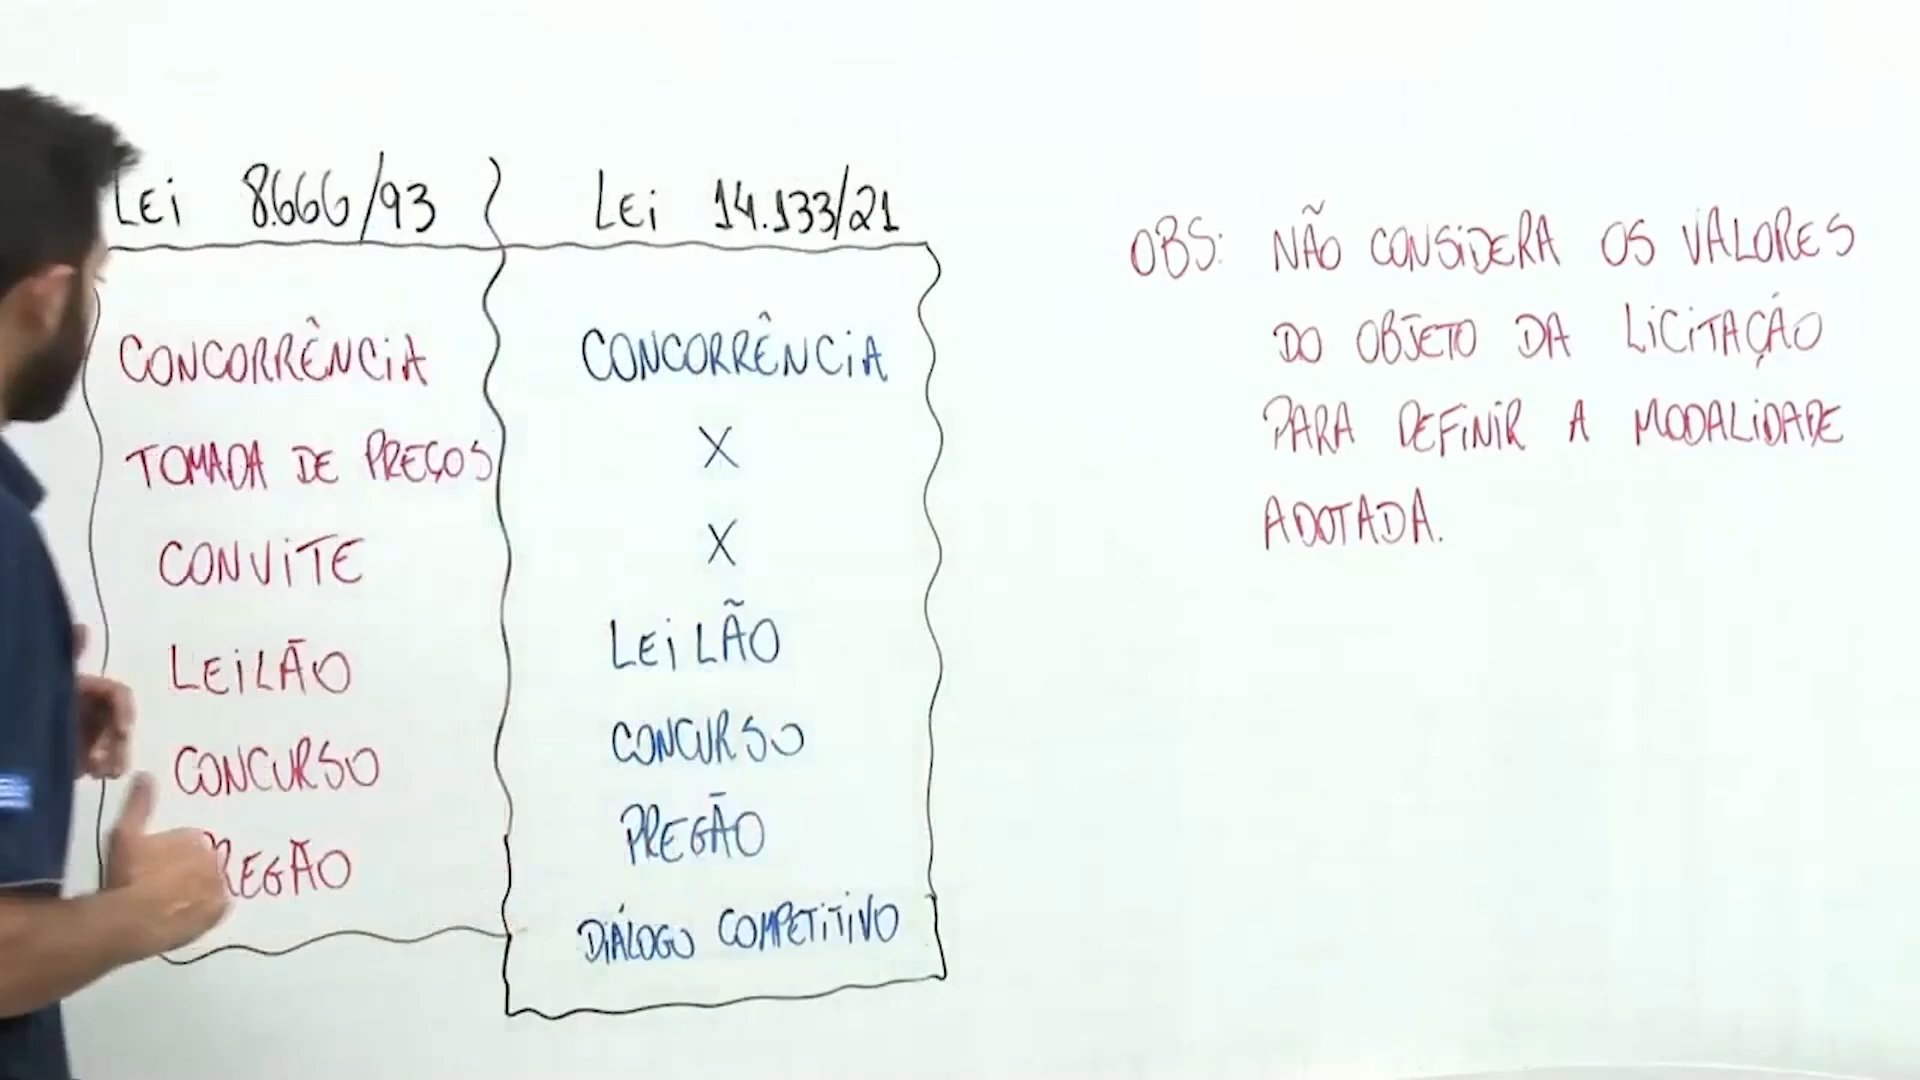 Lei 8.666/93
CONCORRÊNCIA
TOMADA DE PREÇOS
CONVITE
LEILÃO
CONCURSO
REGÃO
Lei 14.133/21
CONCORRÊNCIA
X
X
LEILÃO
CONCURSO
PREGÃO
DIÁLOGO COMPETITIVO
OBS: NÃO CONSIDERA OS VALORES
DO OBJETO DA LICITAÇÃO
PARA DEFINIR A MODALIDADE
ADOTADA.